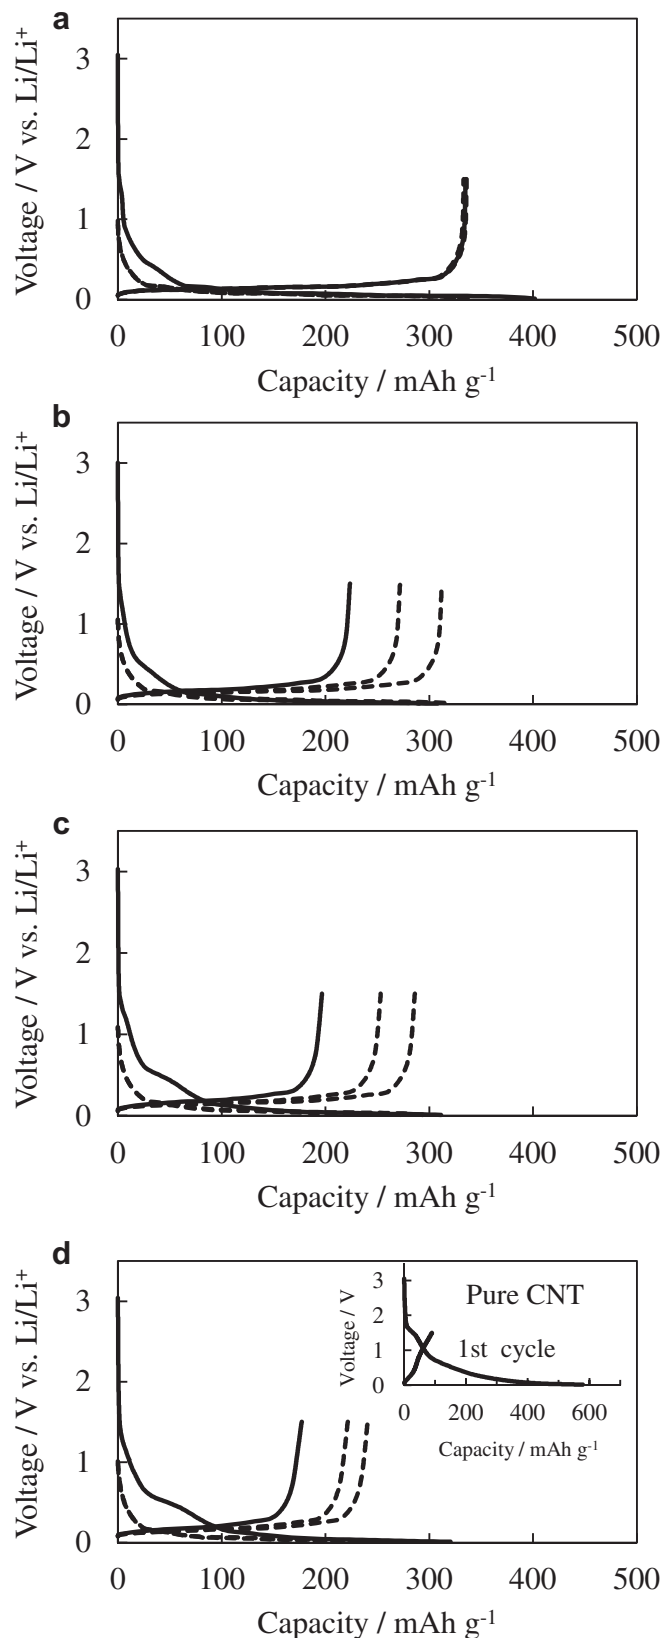 a
Voltage / V vs. Li/Li⁺
3
2
1
0
0 100 200 300 400 500
Capacity / mAh g⁻¹
b
Voltage / V vs. Li/Li⁺
3
2
1
0
0 100 200 300 400 500
Capacity / mAh g⁻¹
c
Voltage / V vs. Li/Li⁺
3
2
1
0
0 100 200 300 400 500
Capacity / mAh g⁻¹
d
Voltage / V vs. Li/Li⁺
3
2
1
0
0 100 200 300 400 500
Capacity / mAh g⁻¹
Voltage / V
3
2
1
0
Pure CNT
1st cycle
0 200 400 600
Capacity / mAh g⁻¹